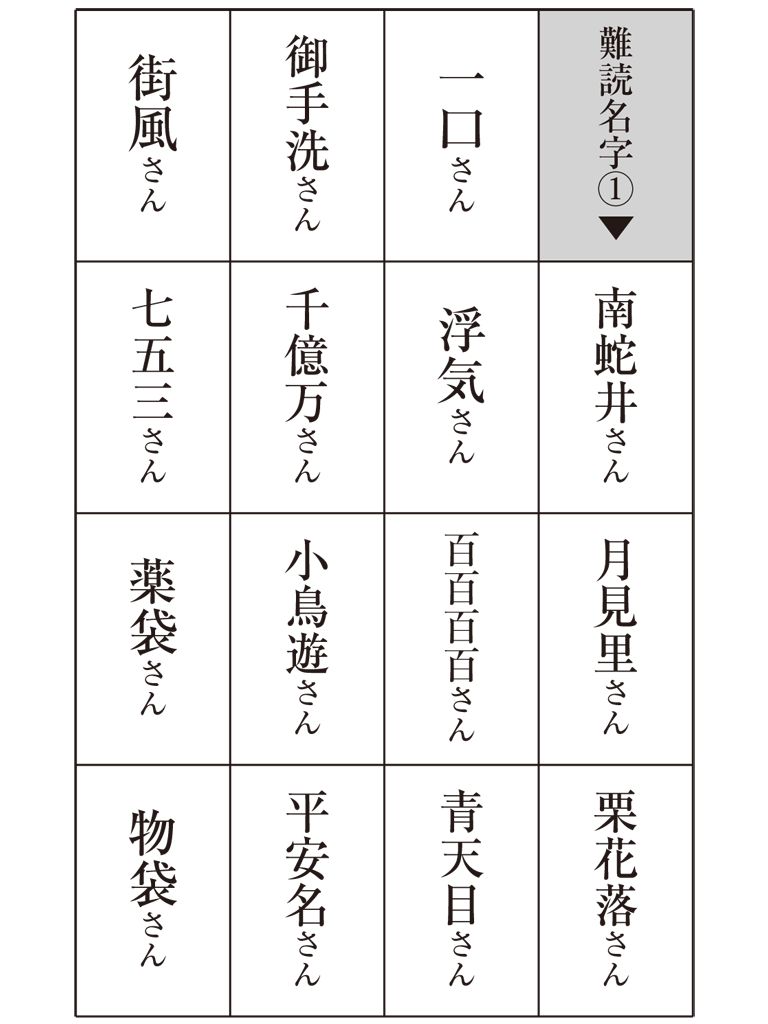 難読名字①▼
南蛇井さん
月見里さん
栗花落さん
一口さん
浮気さん
百百百百さん
青天目さん
御手洗さん
千億万さん
小鳥遊さん
平安名さん
街風さん
七五三さん
薬袋さん
物袋さん